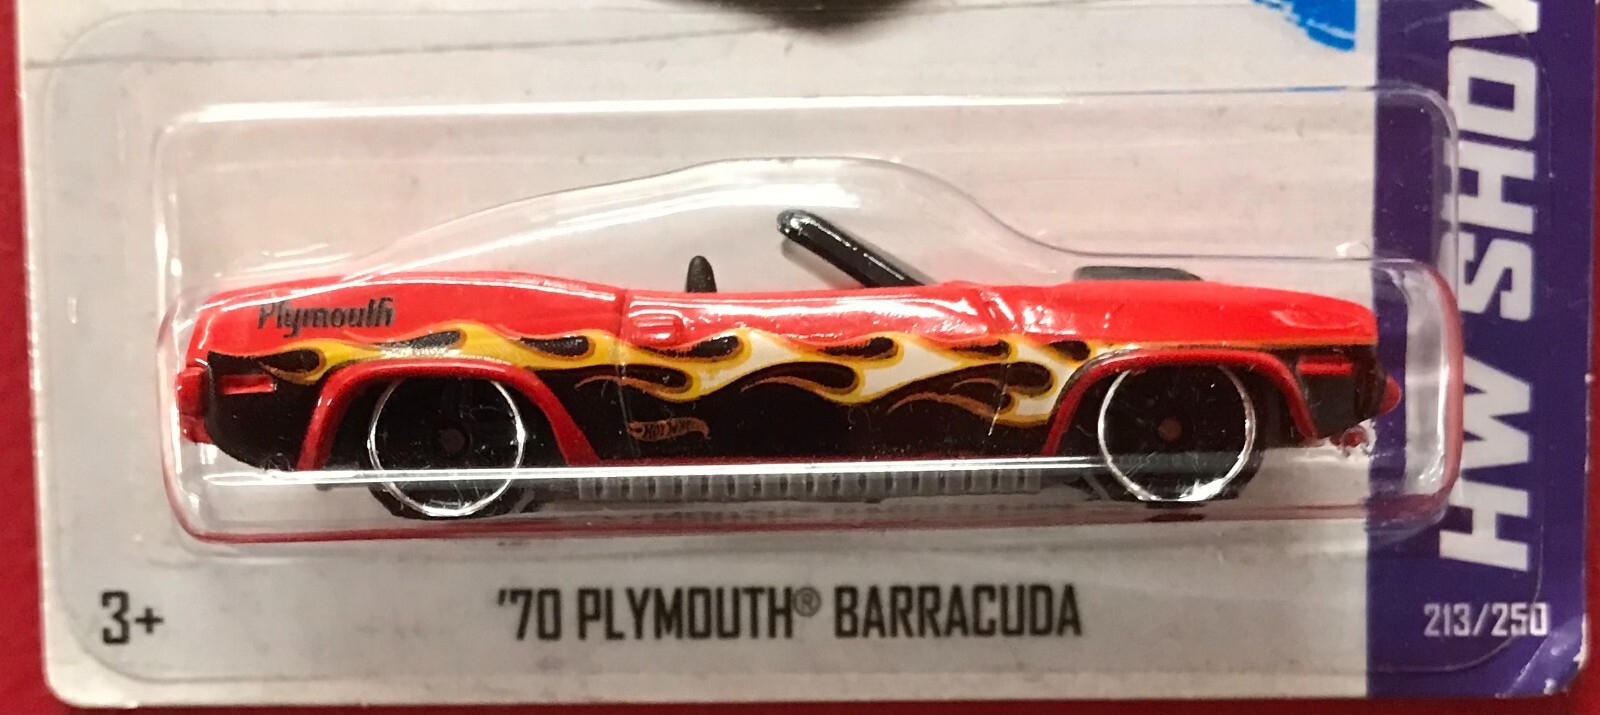 Plymouth
HOT WHEELS
3+
'70 PLYMOUTH® BARRACUDA
HW SHOW
213/250